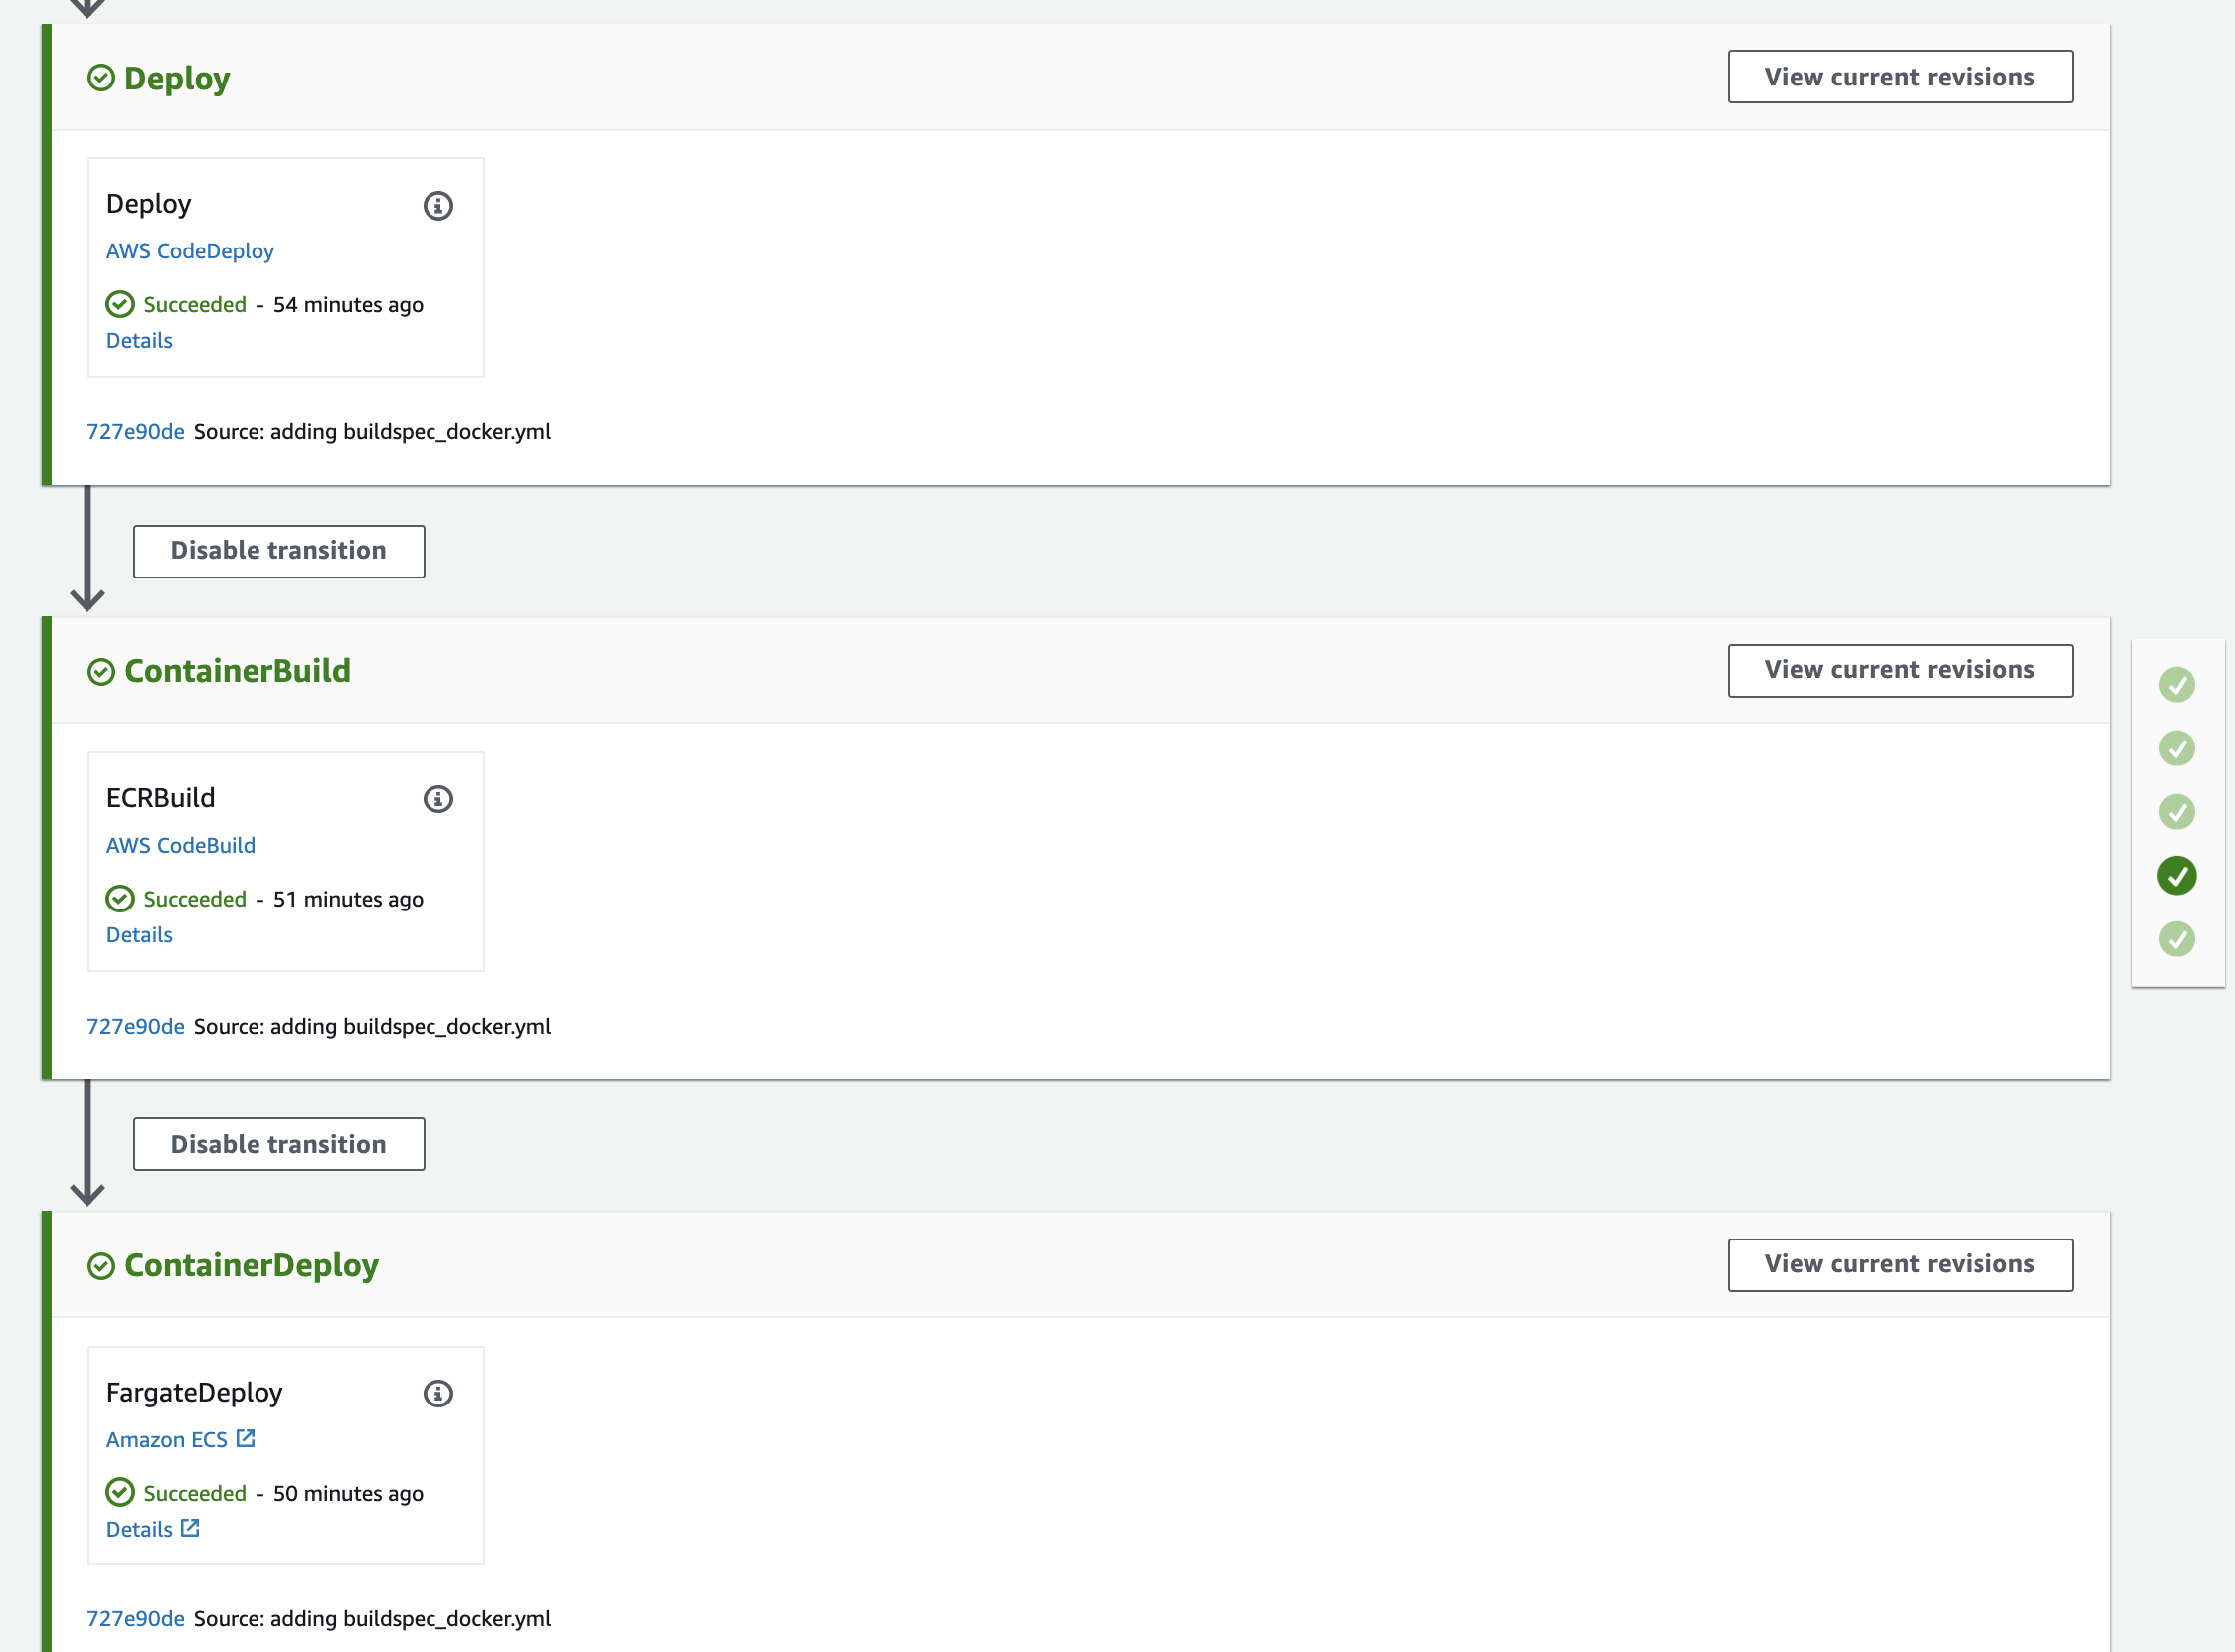 Deploy
View current revisions
Deploy
AWS CodeDeploy
Succeeded - 54 minutes ago
Details
727e90de Source: adding buildspec_docker.yml
Disable transition
ContainerBuild
View current revisions
ECRBuild
AWS CodeBuild
Succeeded - 51 minutes ago
Details
727e90de Source: adding buildspec_docker.yml
Disable transition
ContainerDeploy
View current revisions
FargateDeploy
Amazon ECS
Succeeded - 50 minutes ago
Details
727e90de Source: adding buildspec_docker.yml